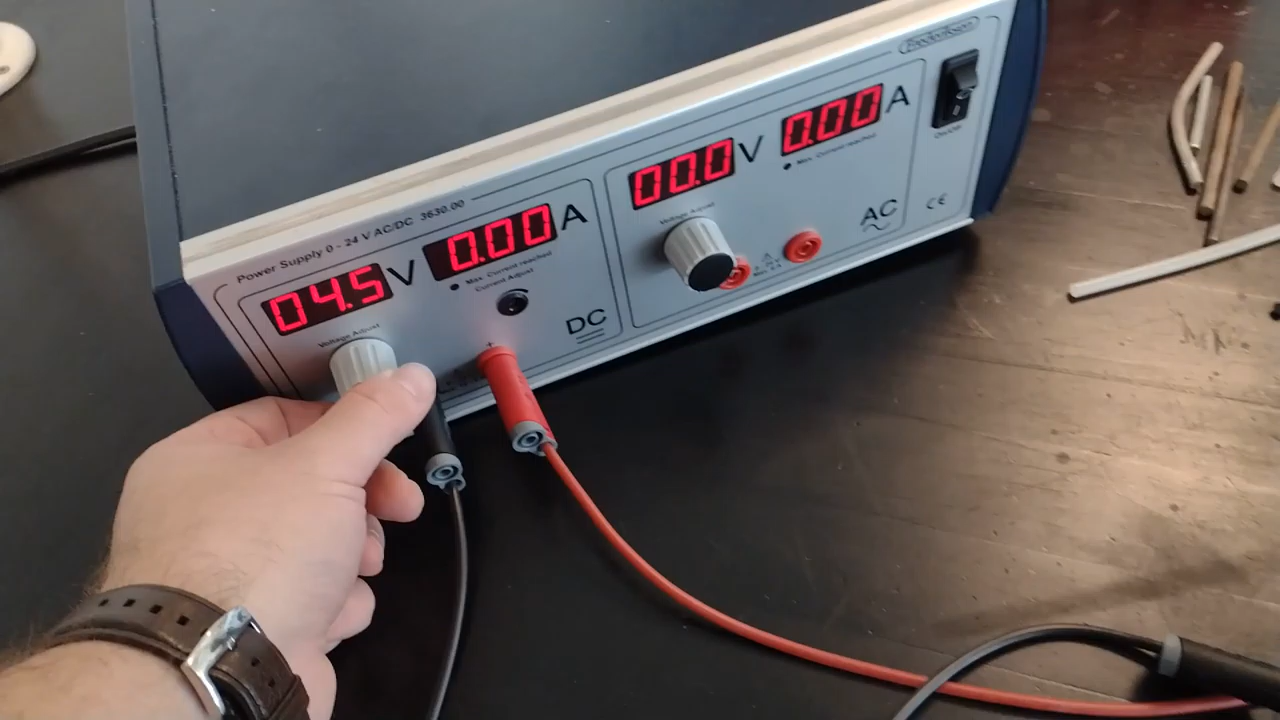 Frederiksen
Power Supply 0 - 24 V AC/DC 3630.00
04.5 V
0.00 A
Voltage Adjust
Max. Current reached
Current Adjust
+
DC
00.0 V
0.00 A
Voltage Adjust
Max. Current reached
AC
On/Off
CE